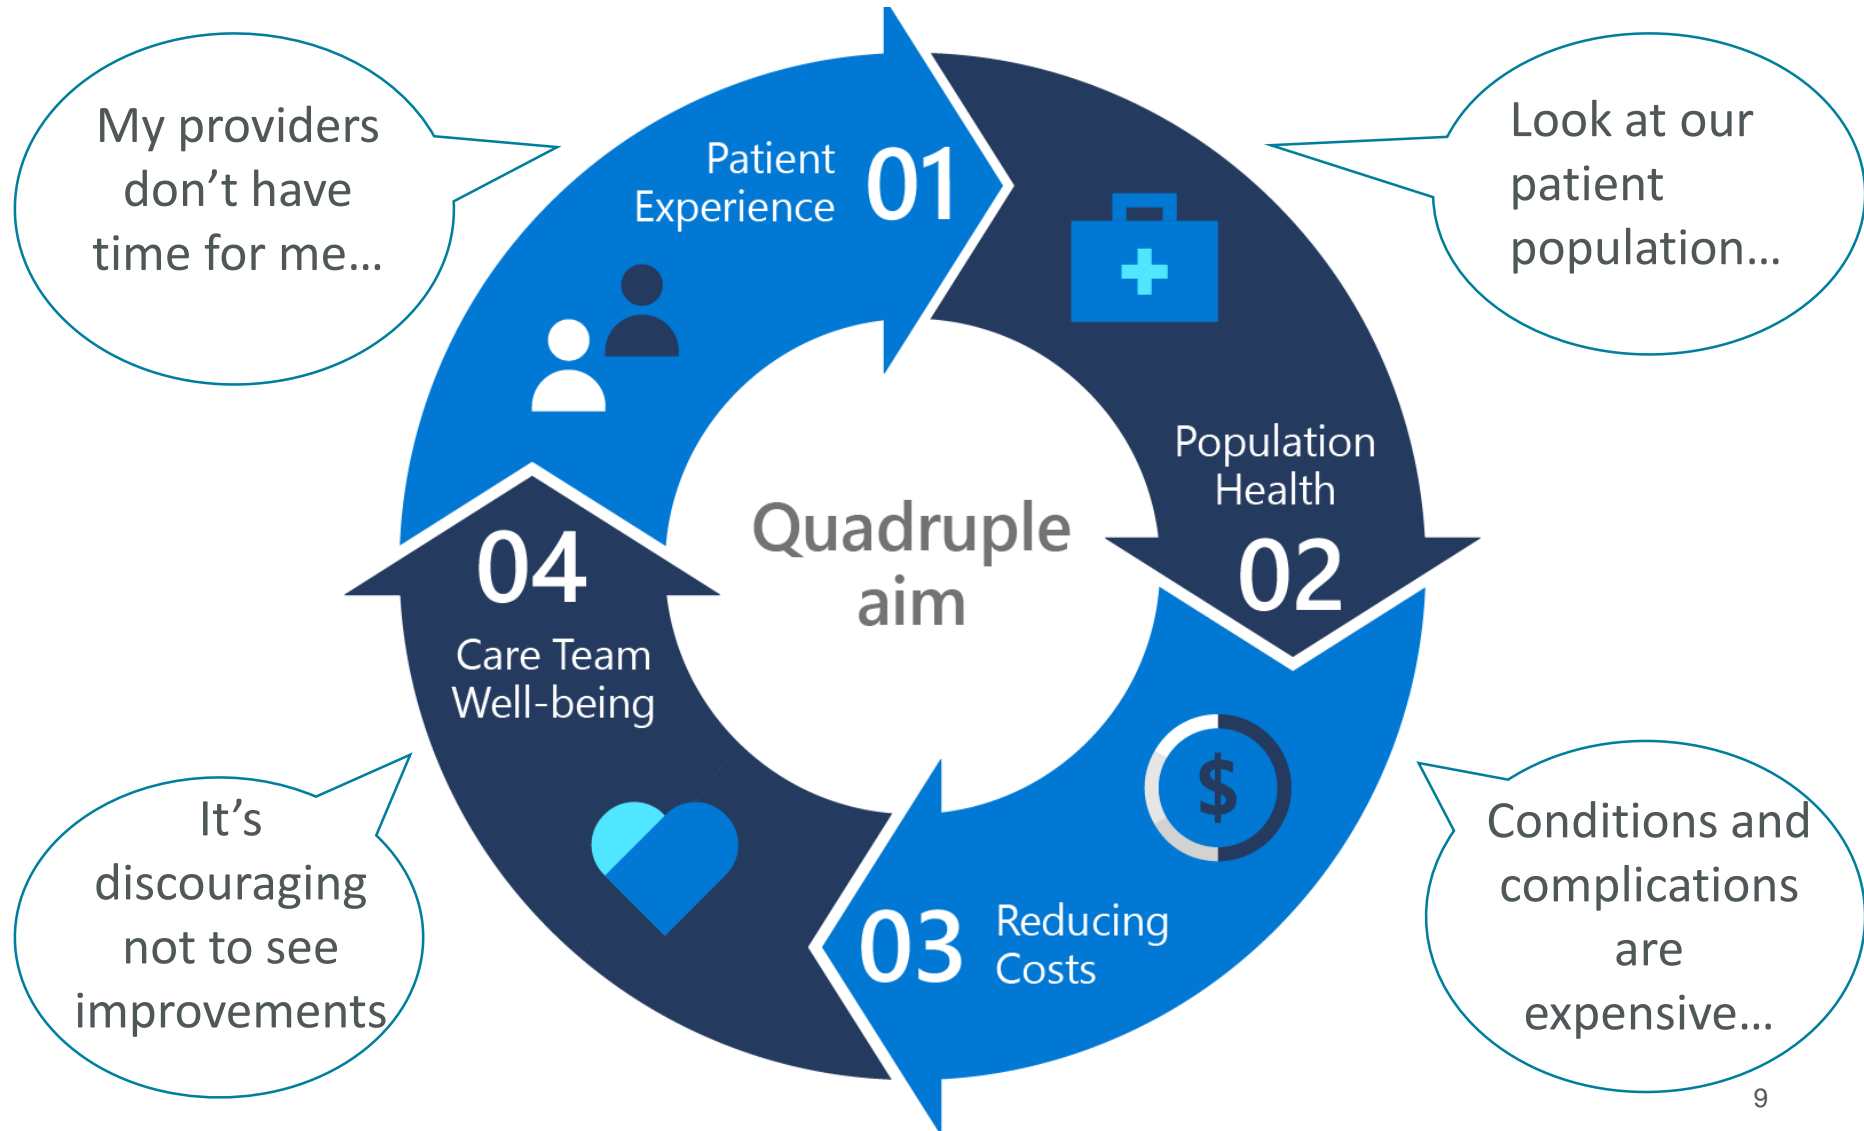 My providers
don’t have
time for me…
Patient
Experience
01
Look at our
patient
population…
Population
Health
02
Quadruple
aim
04
Care Team
Well-being
$
03
Reducing
Costs
It’s
discouraging
not to see
improvements
Conditions and
complications
are
expensive…
9